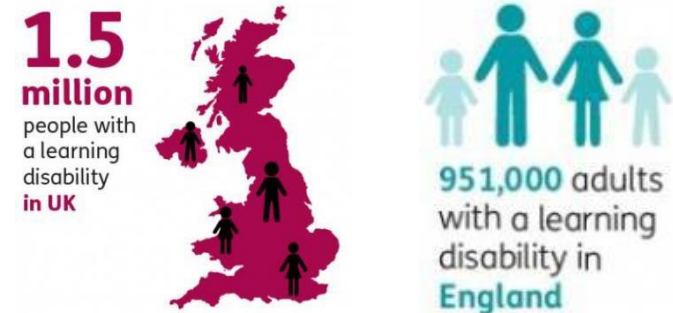 1.5
million
people with
a learning
disability
in UK
951,000 adults
with a learning
disability in
England